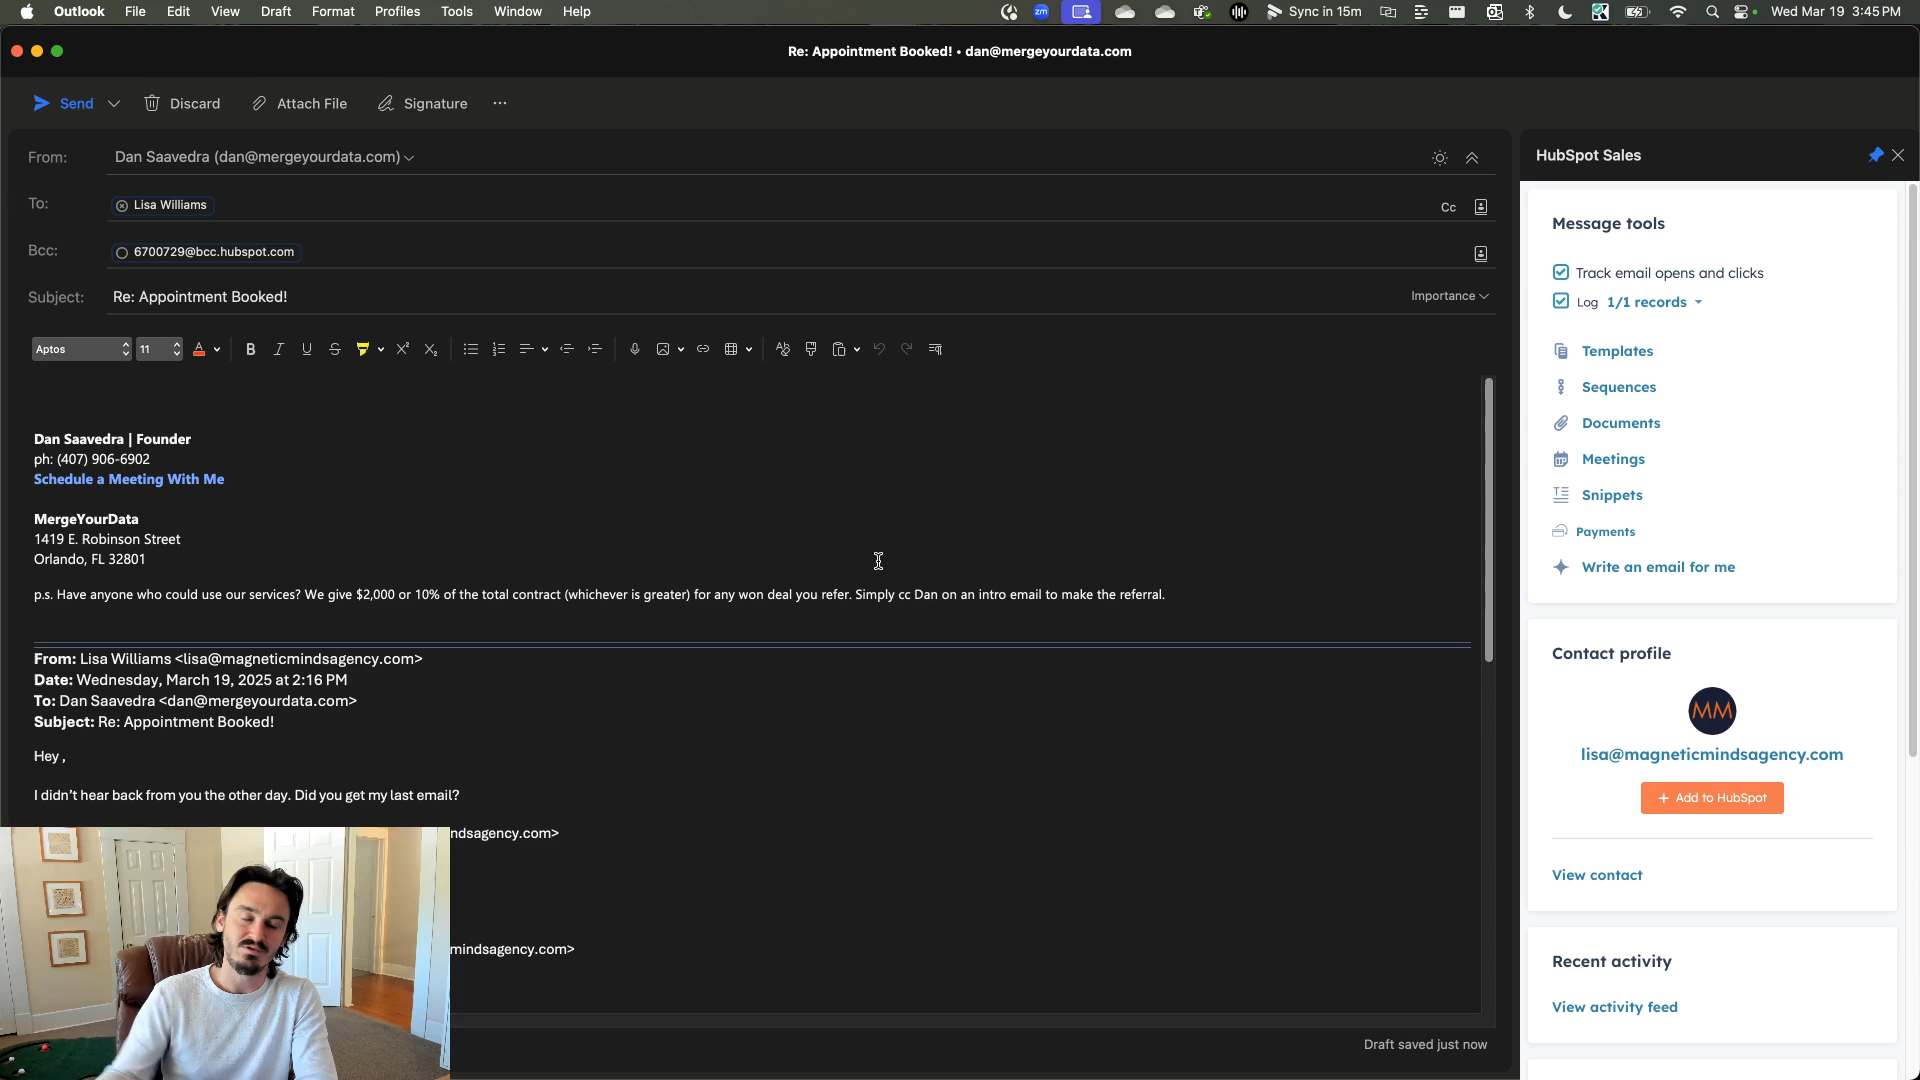 Outlook File Edit View Draft Format Profiles Tools Window Help
zm Sync in 15m Wed Mar 19 3:45 PM
Re: Appointment Booked! • dan@mergeyourdata.com
Send Discard Attach File Signature ...
From: Dan Saavedra (dan@mergeyourdata.com)
To: Lisa Williams Cc
Bcc: 6700729@bcc.hubspot.com
Subject: Re: Appointment Booked! Importance
Aptos 11 A B I U S
Dan Saavedra | Founder
ph: (407) 906-6902
Schedule a Meeting With Me
MergeYourData
1419 E. Robinson Street
Orlando, FL 32801
p.s. Have anyone who could use our services? We give $2,000 or 10% of the total contract (whichever is greater) for any won deal you refer. Simply cc Dan on an intro email to make the referral.
From: Lisa Williams <lisa@magneticmindsagency.com>
Date: Wednesday, March 19, 2025 at 2:16 PM
To: Dan Saavedra <dan@mergeyourdata.com>
Subject: Re: Appointment Booked!
Hey ,
I didn't hear back from you the other day. Did you get my last email?
ndsagency.com>
mindsagency.com>
Draft saved just now
HubSpot Sales
Message tools
Track email opens and clicks
Log 1/1 records
Templates
Sequences
Documents
Meetings
Snippets
Payments
Write an email for me
Contact profile
MM
lisa@magneticmindsagency.com
+ Add to HubSpot
View contact
Recent activity
View activity feed